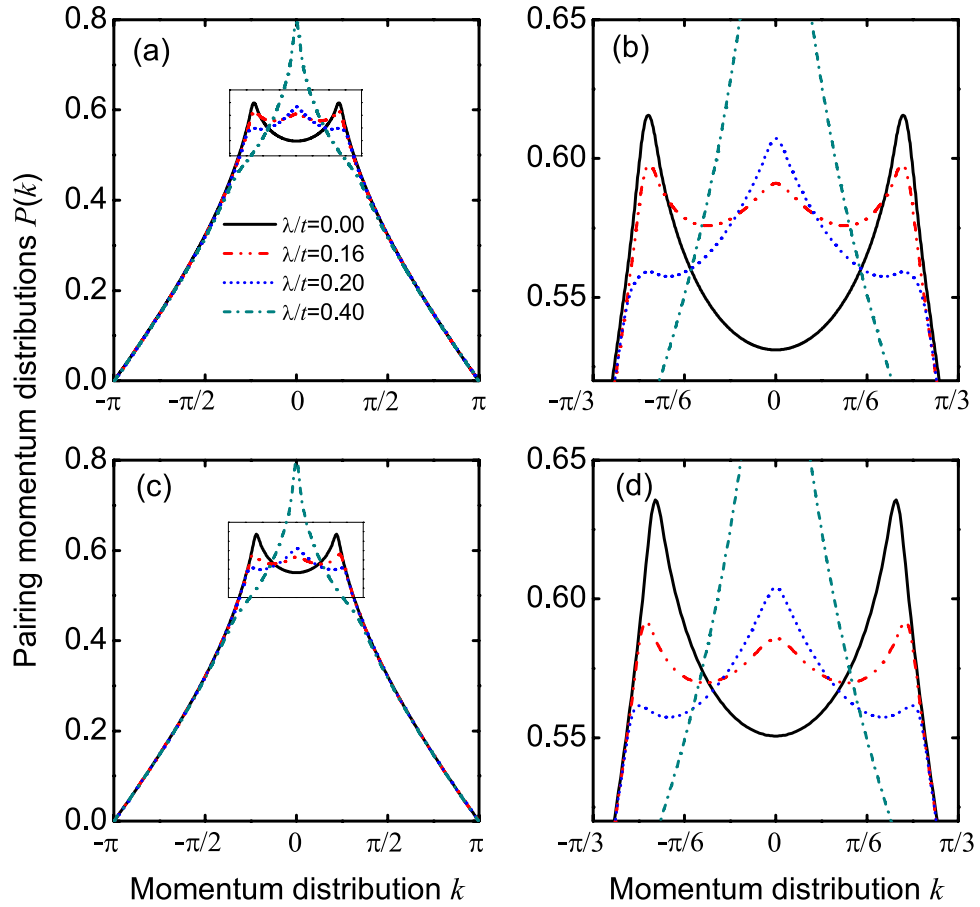 Pairing momentum distributions P(k)
(a)
0.8
0.6
0.4
0.2
0.0
λ/t=0.00
λ/t=0.16
λ/t=0.20
λ/t=0.40
-π -π/2 0 π/2 π
(b)
0.65
0.60
0.55
-π/3 -π/6 0 π/6 π/3
(c)
0.8
0.6
0.4
0.2
0.0
-π -π/2 0 π/2 π
Momentum distribution k
(d)
0.65
0.60
0.55
-π/3 -π/6 0 π/6 π/3
Momentum distribution k